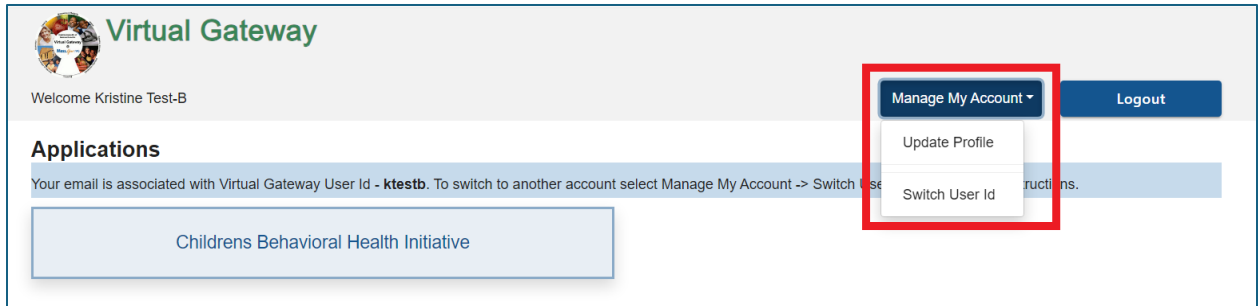 Virtual Gateway
Welcome Kristine Test-B
Manage My Account
Logout
Update Profile
Switch User Id
Applications
Your email is associated with Virtual Gateway User Id - ktestb. To switch to another account select Manage My Account -> Switch
Childrens Behavioral Health Initiative